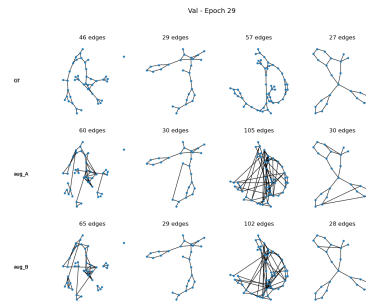 Val - Epoch 29
46 edges 29 edges 57 edges 27 edges
or
60 edges 30 edges 105 edges 30 edges
aug_A
65 edges 29 edges 102 edges 28 edges
aug_B